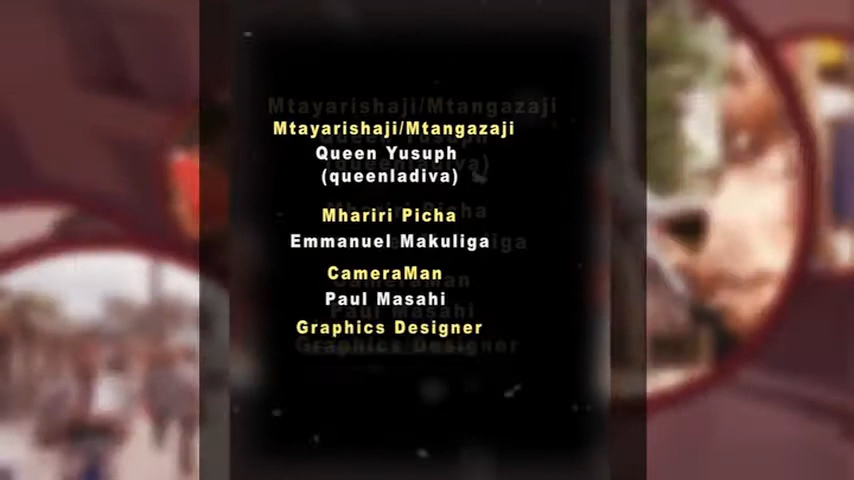 Mtayarishaji/Mtangazaji
Queen Yusuph
(queenladiva)
Mhariri Picha
Emmanuel Makuliga
CameraMan
Paul Masahi
Graphics Designer